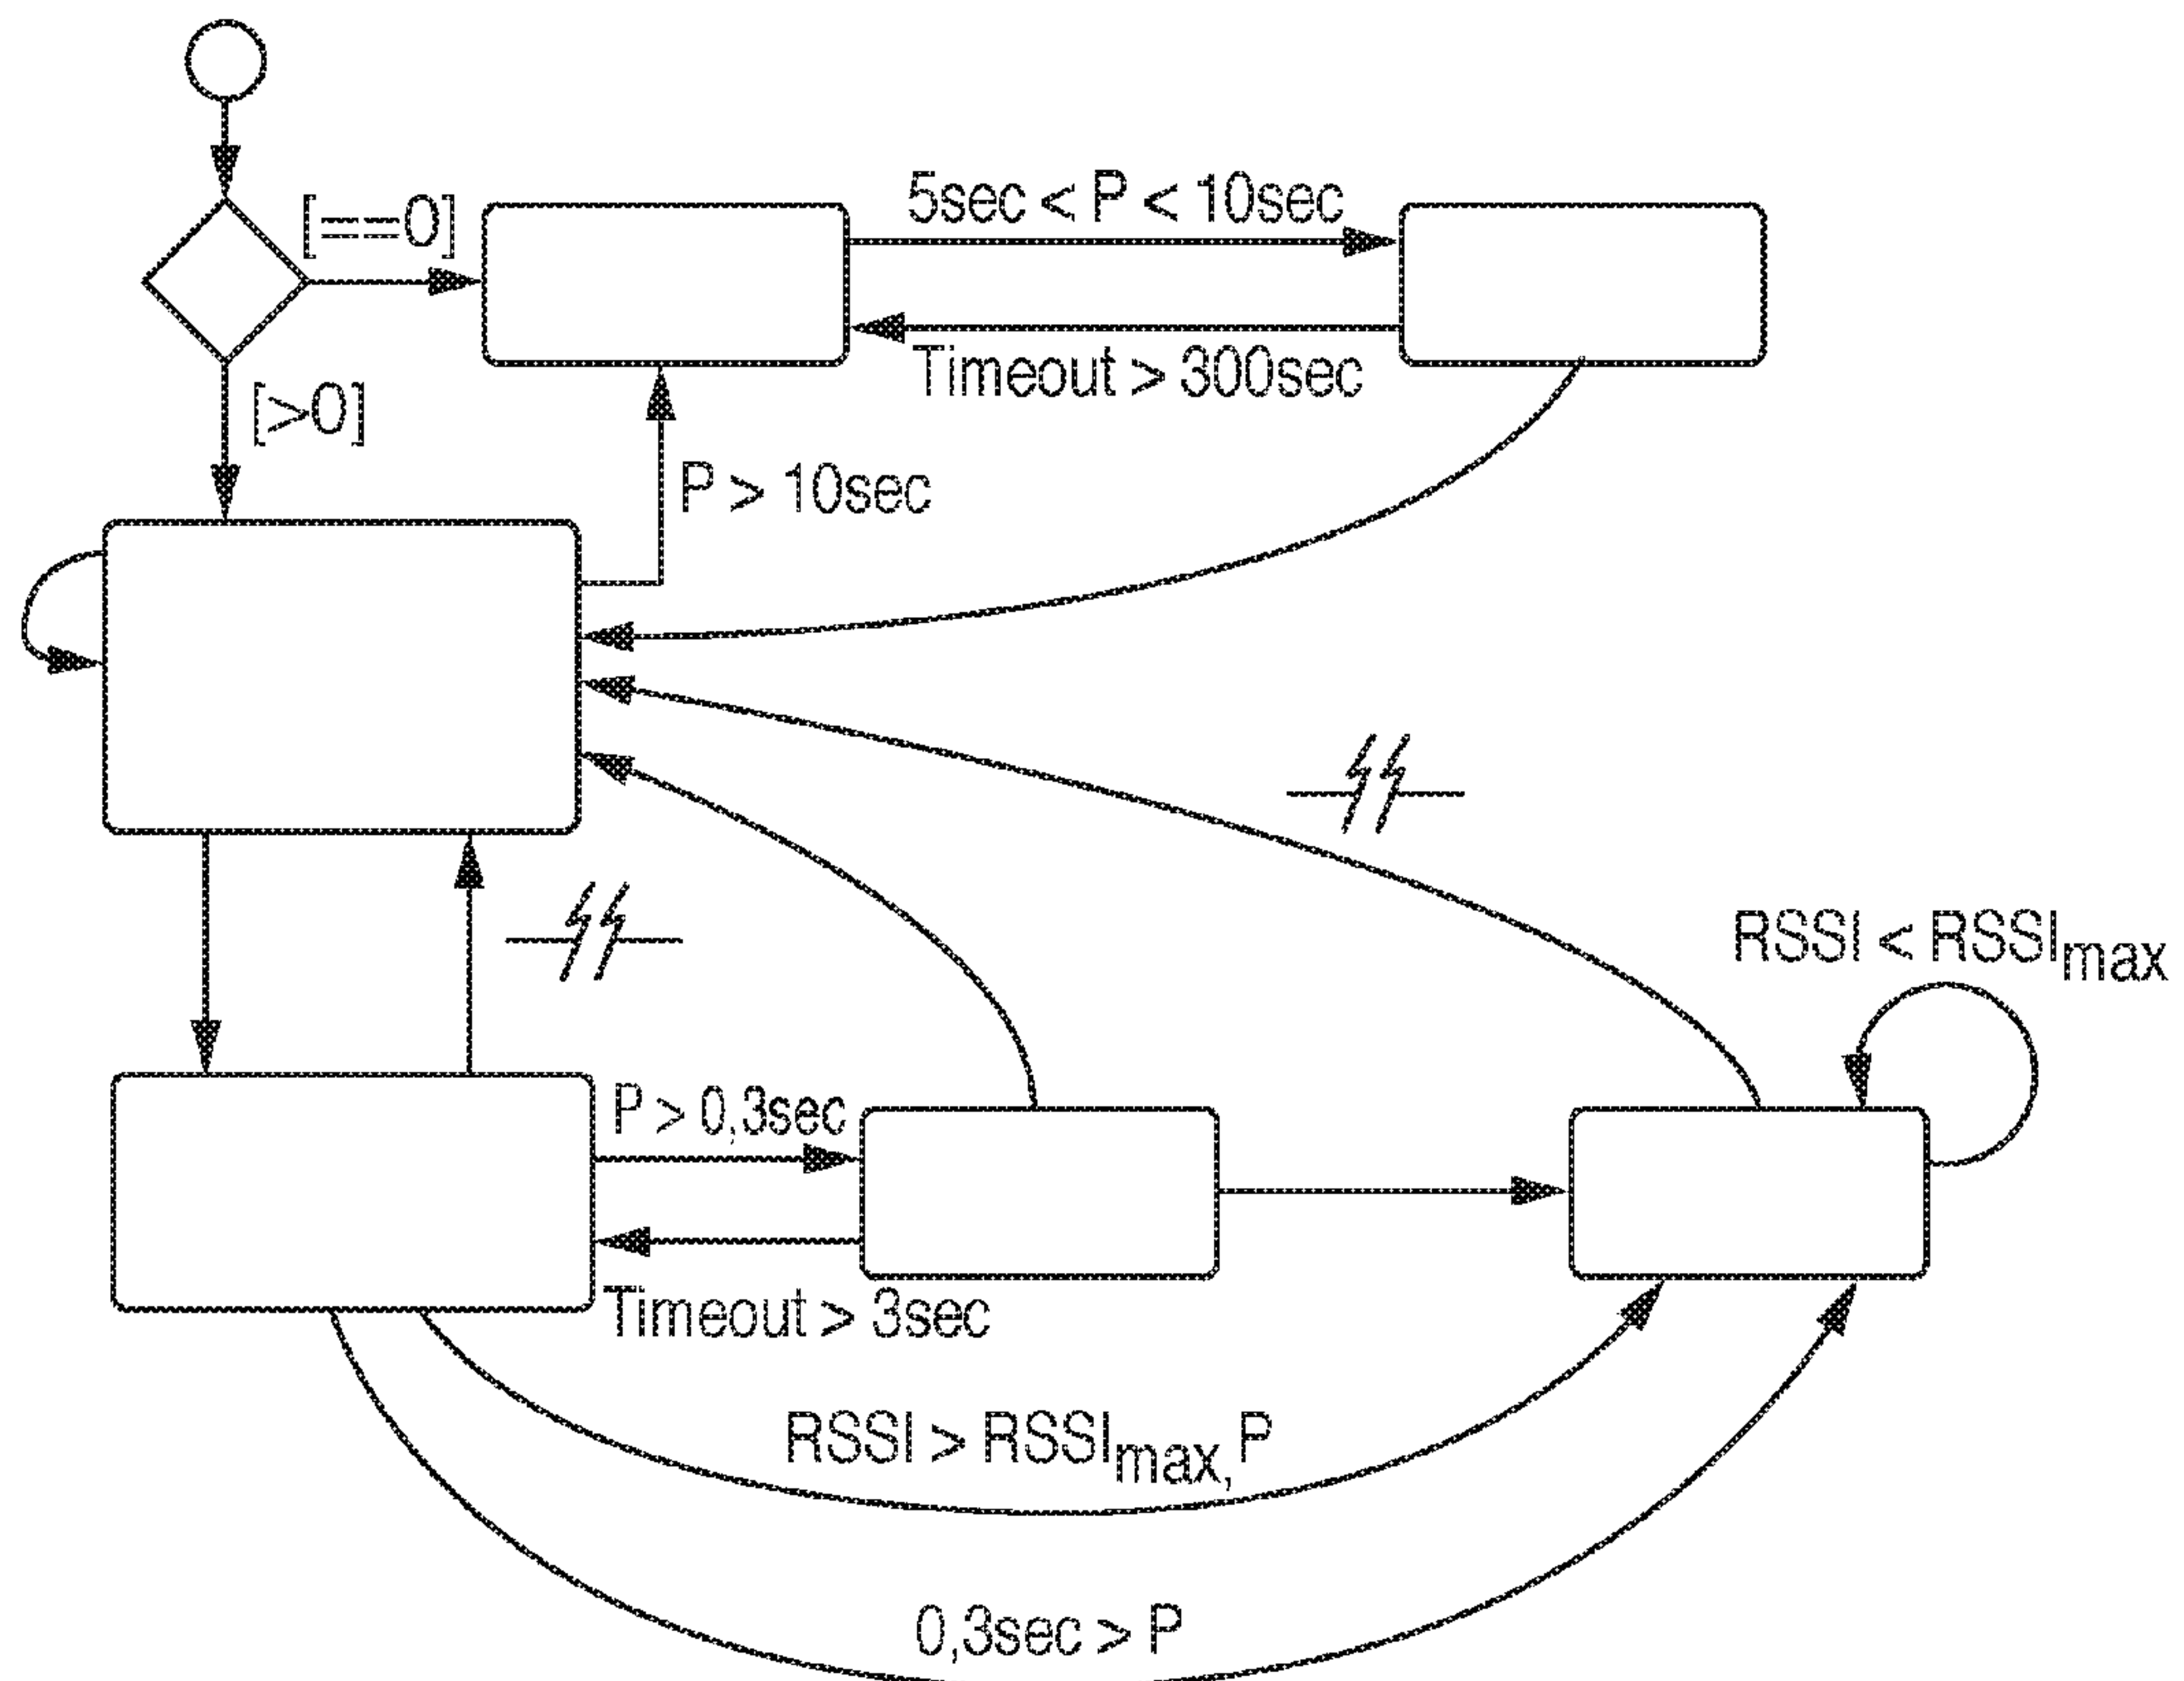 [==0]
5sec < P < 10sec
Timeout > 300sec
[>0]
P > 10sec
RSSI < RSSImax
P > 0,3sec
Timeout > 3sec
RSSI > RSSImax, P
0,3sec > P